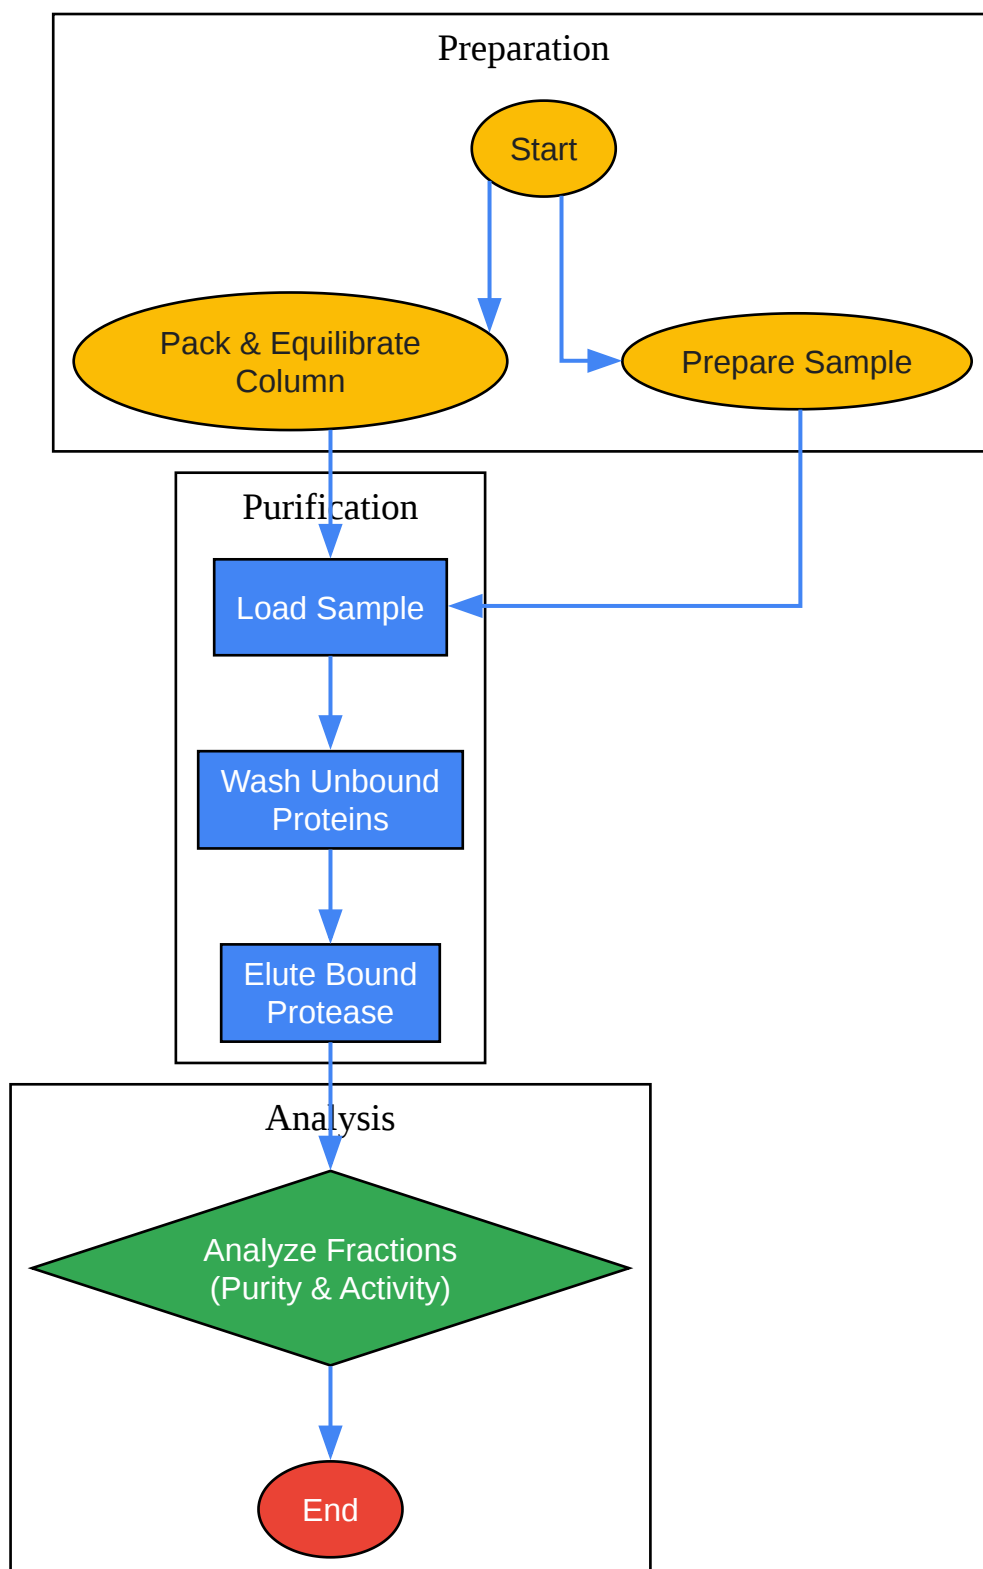 Preparation
Start
Pack & Equilibrate
Column
Prepare Sample
Purification
Load Sample
Wash Unbound
Proteins
Elute Bound
Protease
Analysis
Analyze Fractions
(Purity & Activity)
End